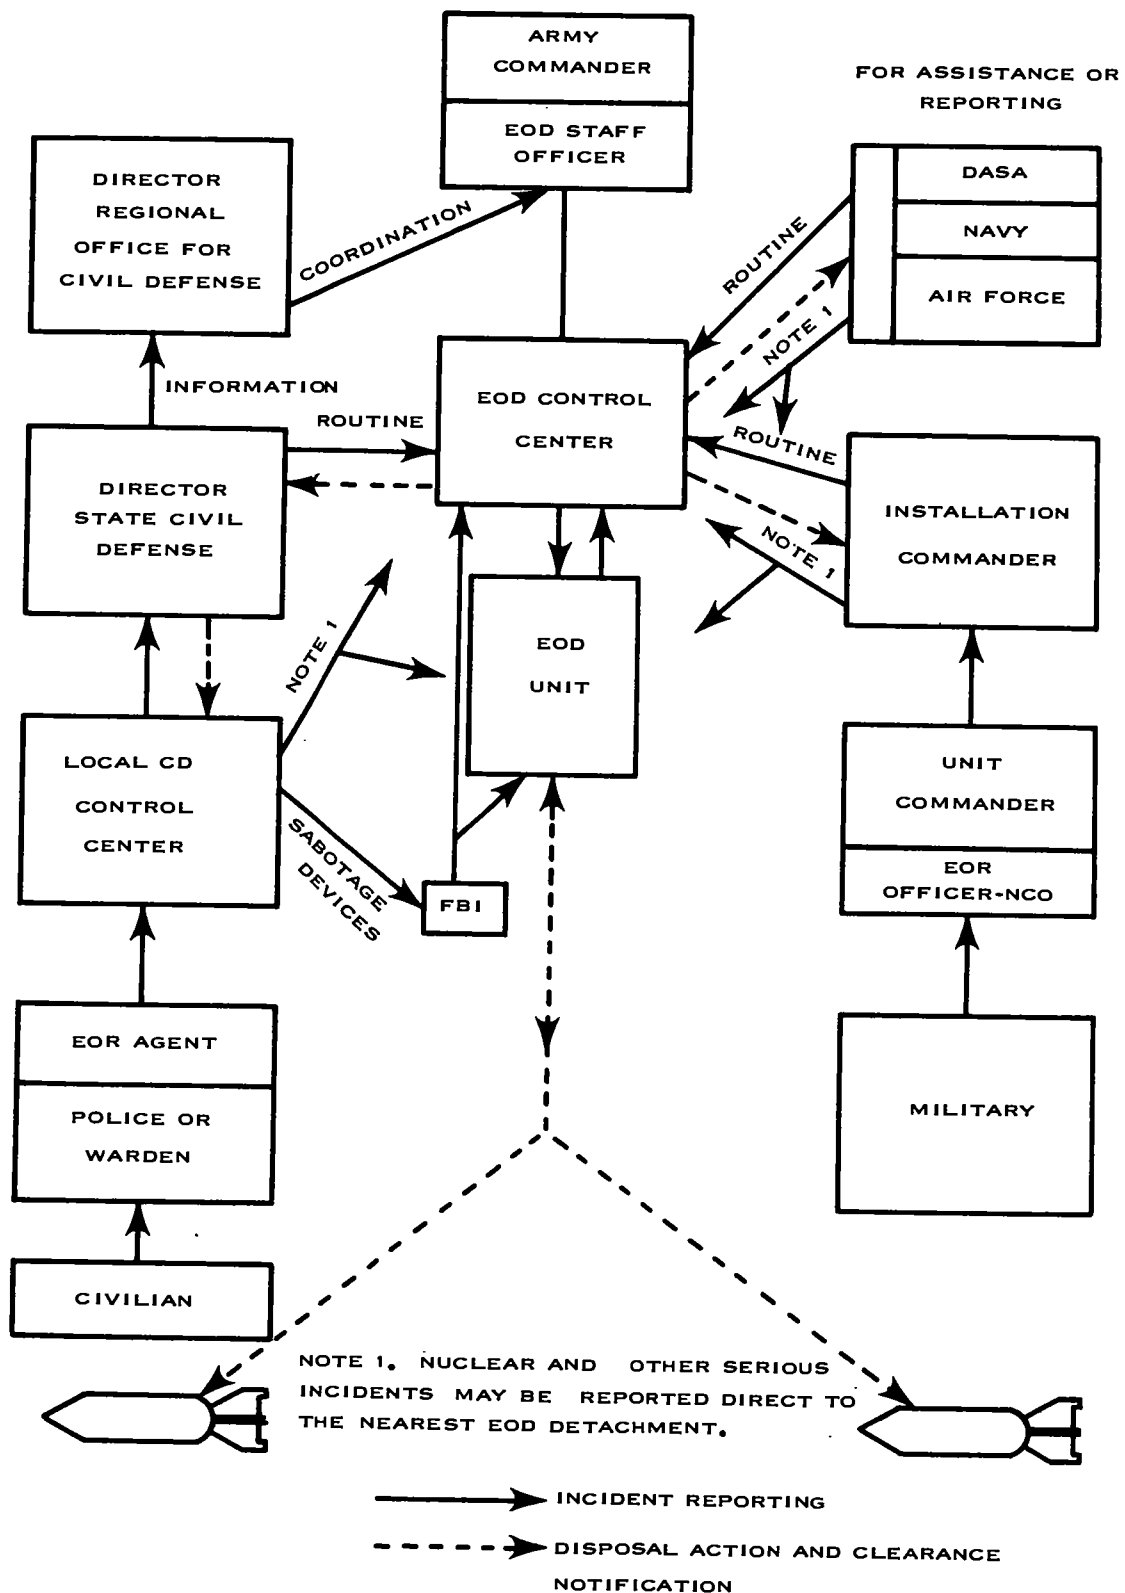 ARMY
COMMANDER
EOD STAFF
OFFICER
FOR ASSISTANCE OR
REPORTING
DASA
NAVY
AIR FORCE
DIRECTOR
REGIONAL
OFFICE FOR
CIVIL DEFENSE
COORDINATION
ROUTINE
NOTE 1
INFORMATION
ROUTINE
EOD CONTROL
CENTER
ROUTINE
DIRECTOR
STATE CIVIL
DEFENSE
INSTALLATION
COMMANDER
NOTE 1
NOTE 1
EOD
UNIT
LOCAL CD
CONTROL
CENTER
SABOTAGE
DEVICES
FBI
UNIT
COMMANDER
EOR
OFFICER-NCO
EOR AGENT
POLICE OR
WARDEN
MILITARY
CIVILIAN
NOTE 1. NUCLEAR AND OTHER SERIOUS
INCIDENTS MAY BE REPORTED DIRECT TO
THE NEAREST EOD DETACHMENT.
INCIDENT REPORTING
DISPOSAL ACTION AND CLEARANCE
NOTIFICATION